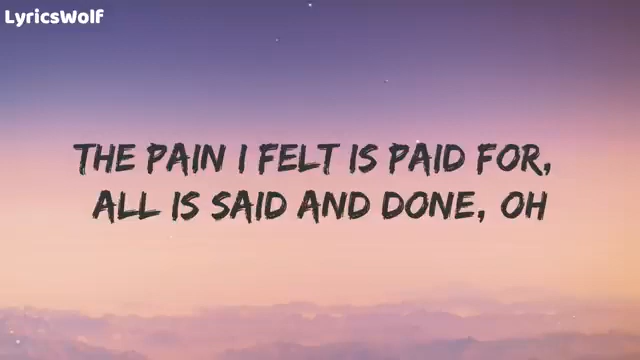 LyricsWolf
THE PAIN I FELT IS PAID FOR,
ALL IS SAID AND DONE, OH